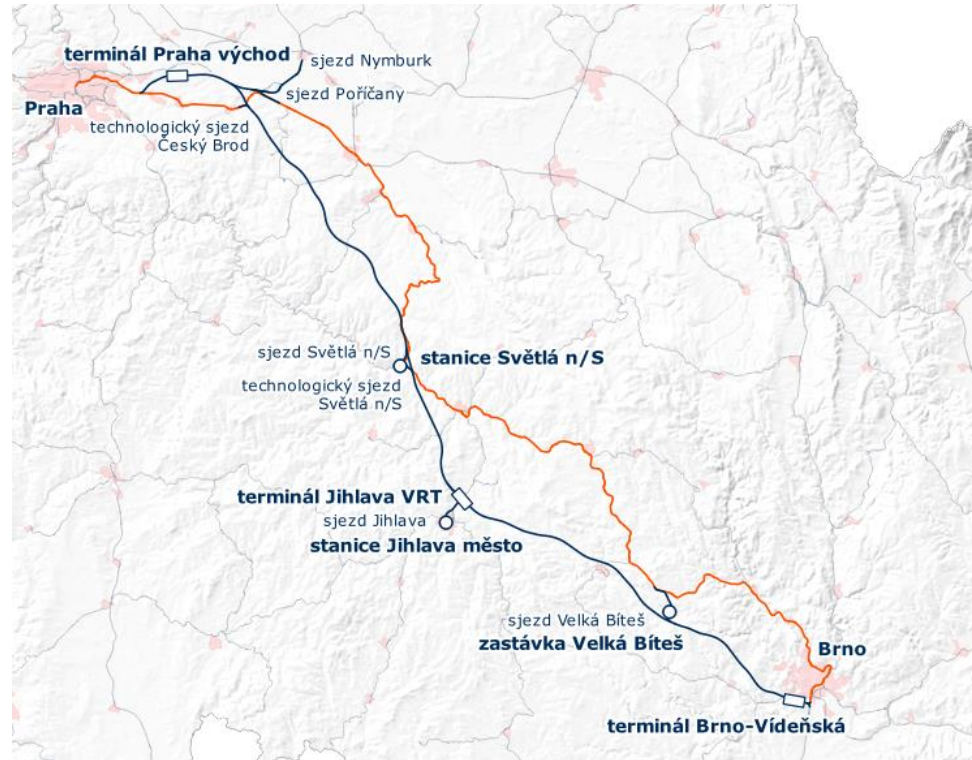 terminál Praha východ
sjezd Nymburk
sjezd Poříčany
Praha
technologický sjezd
Český Brod
sjezd Světlá n/S
stanice Světlá n/S
technologický sjezd
Světlá n/S
terminál Jihlava VRT
sjezd Jihlava
stanice Jihlava město
sjezd Velká Bíteš
zastávka Velká Bíteš
Brno
terminál Brno-Vídeňská